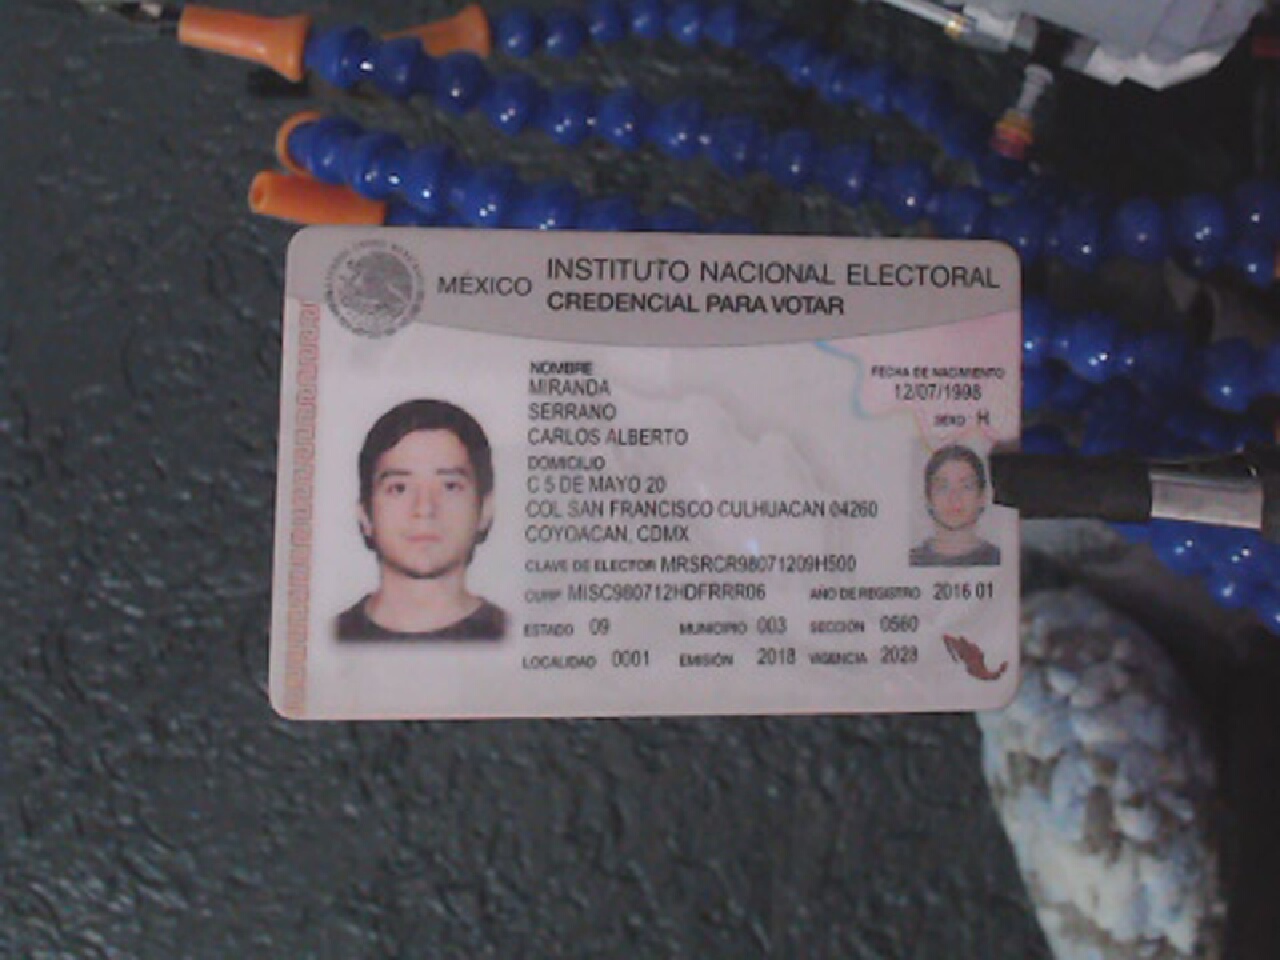 MÉXICO INSTITUTO NACIONAL ELECTORAL
CREDENCIAL PARA VOTAR
NOMBRE
MIRANDA
SERRANO
CARLOS ALBERTO
FECHA DE NACIMIENTO
12/07/1998
SEXO H
DOMICILIO
C 5 DE MAYO 20
COL SAN FRANCISCO CULHUACAN 04260
COYOACAN, CDMX
CLAVE DE ELECTOR MRSRCR98071209H500
CURP MISC980712HDFRRR06 AÑO DE REGISTRO 2016 01
ESTADO 09 MUNICIPIO 003 SECCIÓN 0560
LOCALIDAD 0001 EMISIÓN 2018 VIGENCIA 2028